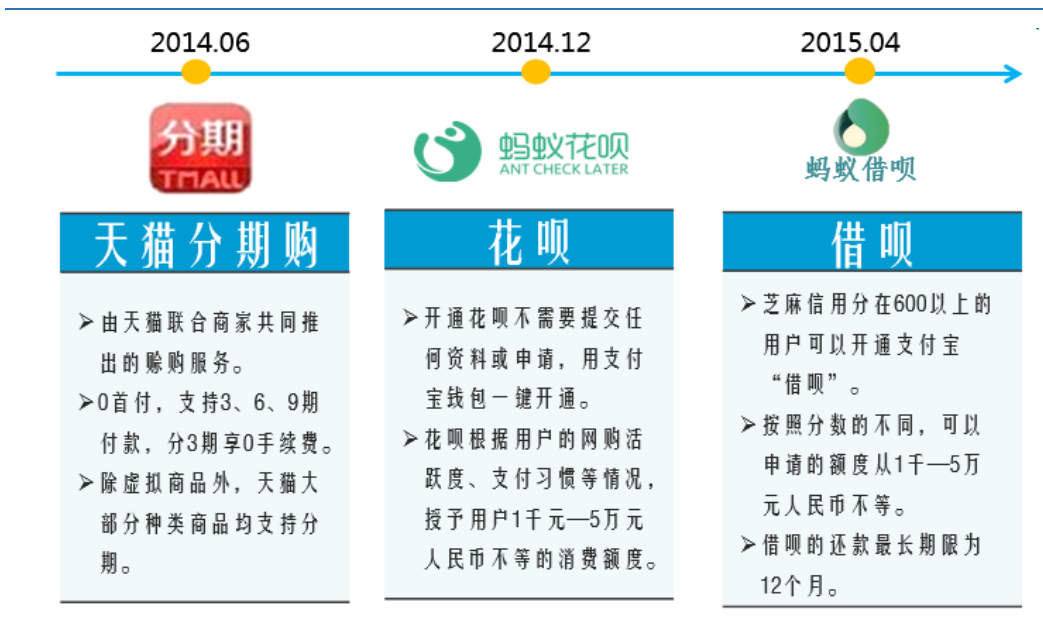 2014.06
2014.12
2015.04
分期
TMALL
蚂蚁花呗
ANT CHECK LATER
蚂蚁借呗
天猫分期购
➢由天猫联合商家共同推
出的赊购服务。
➢0首付，支持3、6、9期
付款，分3期享0手续费。
➢除虚拟商品外，天猫大
部分种类商品均支持分
期。
花呗
➢开通花呗不需要提交任
何资料或申请，用支付
宝钱包一键开通。
➢花呗根据用户的网购活
跃度、支付习惯等情况，
授予用户1千元—5万元
人民币不等的消费额度。
借呗
➢芝麻信用分在600以上的
用户可以开通支付宝
“借呗”。
➢按照分数的不同，可以
申请的额度从1千—5万
元人民币不等。
➢借呗的还款最长期限为
12个月。